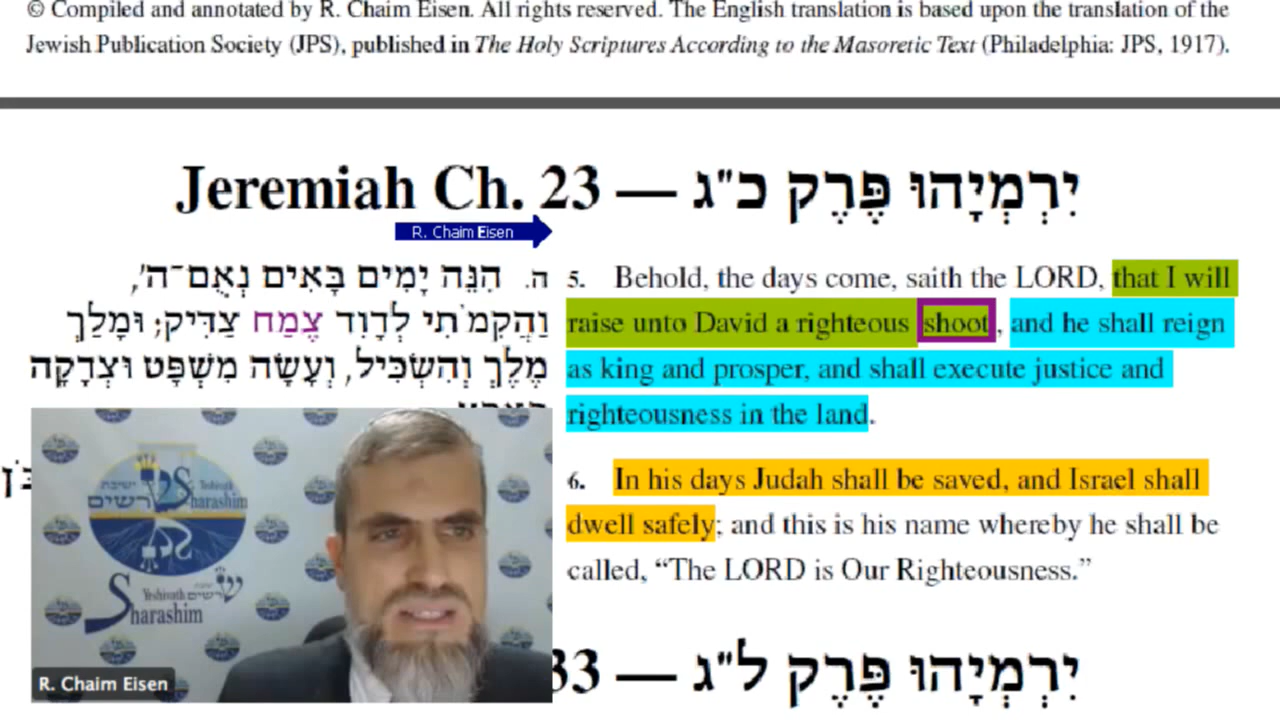 © Compiled and annotated by R. Chaim Eisen. All rights reserved. The English translation is based upon the translation of the
Jewish Publication Society (JPS), published in The Holy Scriptures According to the Masoretic Text (Philadelphia: JPS, 1917).
Jeremiah Ch. 23 — יִרְמְיָהוּ פֶּרֶק כ"ג
R. Chaim Eisen
ה. הִנֵּה יָמִים בָּאִים נְאֻם־ה',
וַהֲקִמֹתִי לְדָוִד צֶמַח צַדִּיק; וּמָלַךְ
מֶלֶךְ וְהִשְׂכִּיל, וְעָשָׂה מִשְׁפָּט וּצְדָקָה
5. Behold, the days come, saith the LORD, that I will
raise unto David a righteous shoot, and he shall reign
as king and prosper, and shall execute justice and
righteousness in the land.
6. In his days Judah shall be saved, and Israel shall
dwell safely; and this is his name whereby he shall be
called, “The LORD is Our Righteousness.”
33 — יִרְמְיָהוּ פֶּרֶק ל"ג
ישיבת
שרשים
Yeshivath
Sharashim
Yeshivath שרשים
Sharashim
R. Chaim Eisen